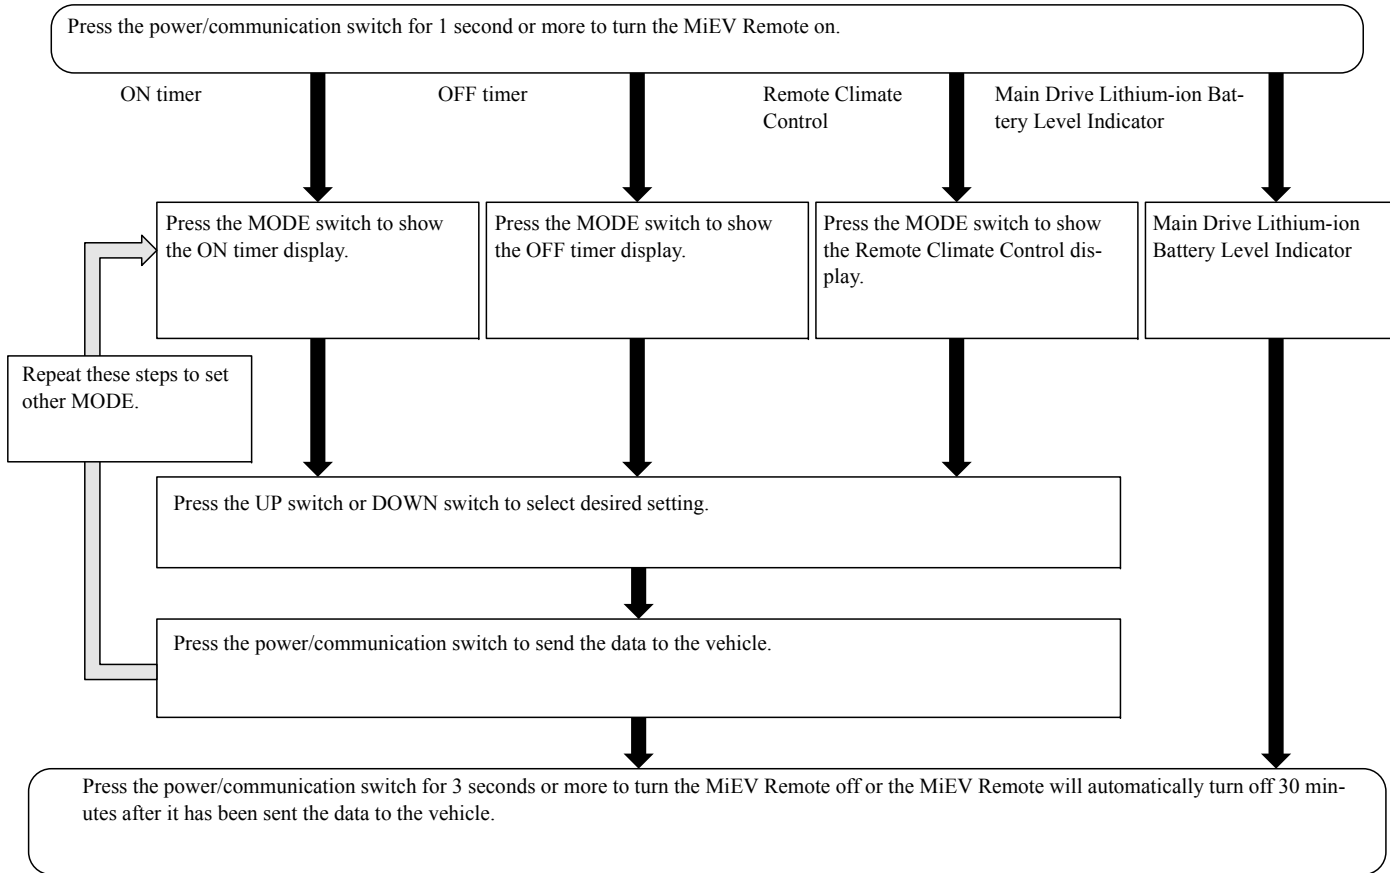 Press the power/communication switch for 1 second or more to turn the MiEV Remote on.
ON timer
OFF timer
Remote Climate
Control
Main Drive Lithium-ion Bat-
tery Level Indicator
Press the MODE switch to show
the ON timer display.
Press the MODE switch to show
the OFF timer display.
Press the MODE switch to show
the Remote Climate Control dis-
play.
Main Drive Lithium-ion
Battery Level Indicator
Repeat these steps to set
other MODE.
Press the UP switch or DOWN switch to select desired setting.
Press the power/communication switch to send the data to the vehicle.
Press the power/communication switch for 3 seconds or more to turn the MiEV Remote off or the MiEV Remote will automatically turn off 30 min-
utes after it has been sent the data to the vehicle.